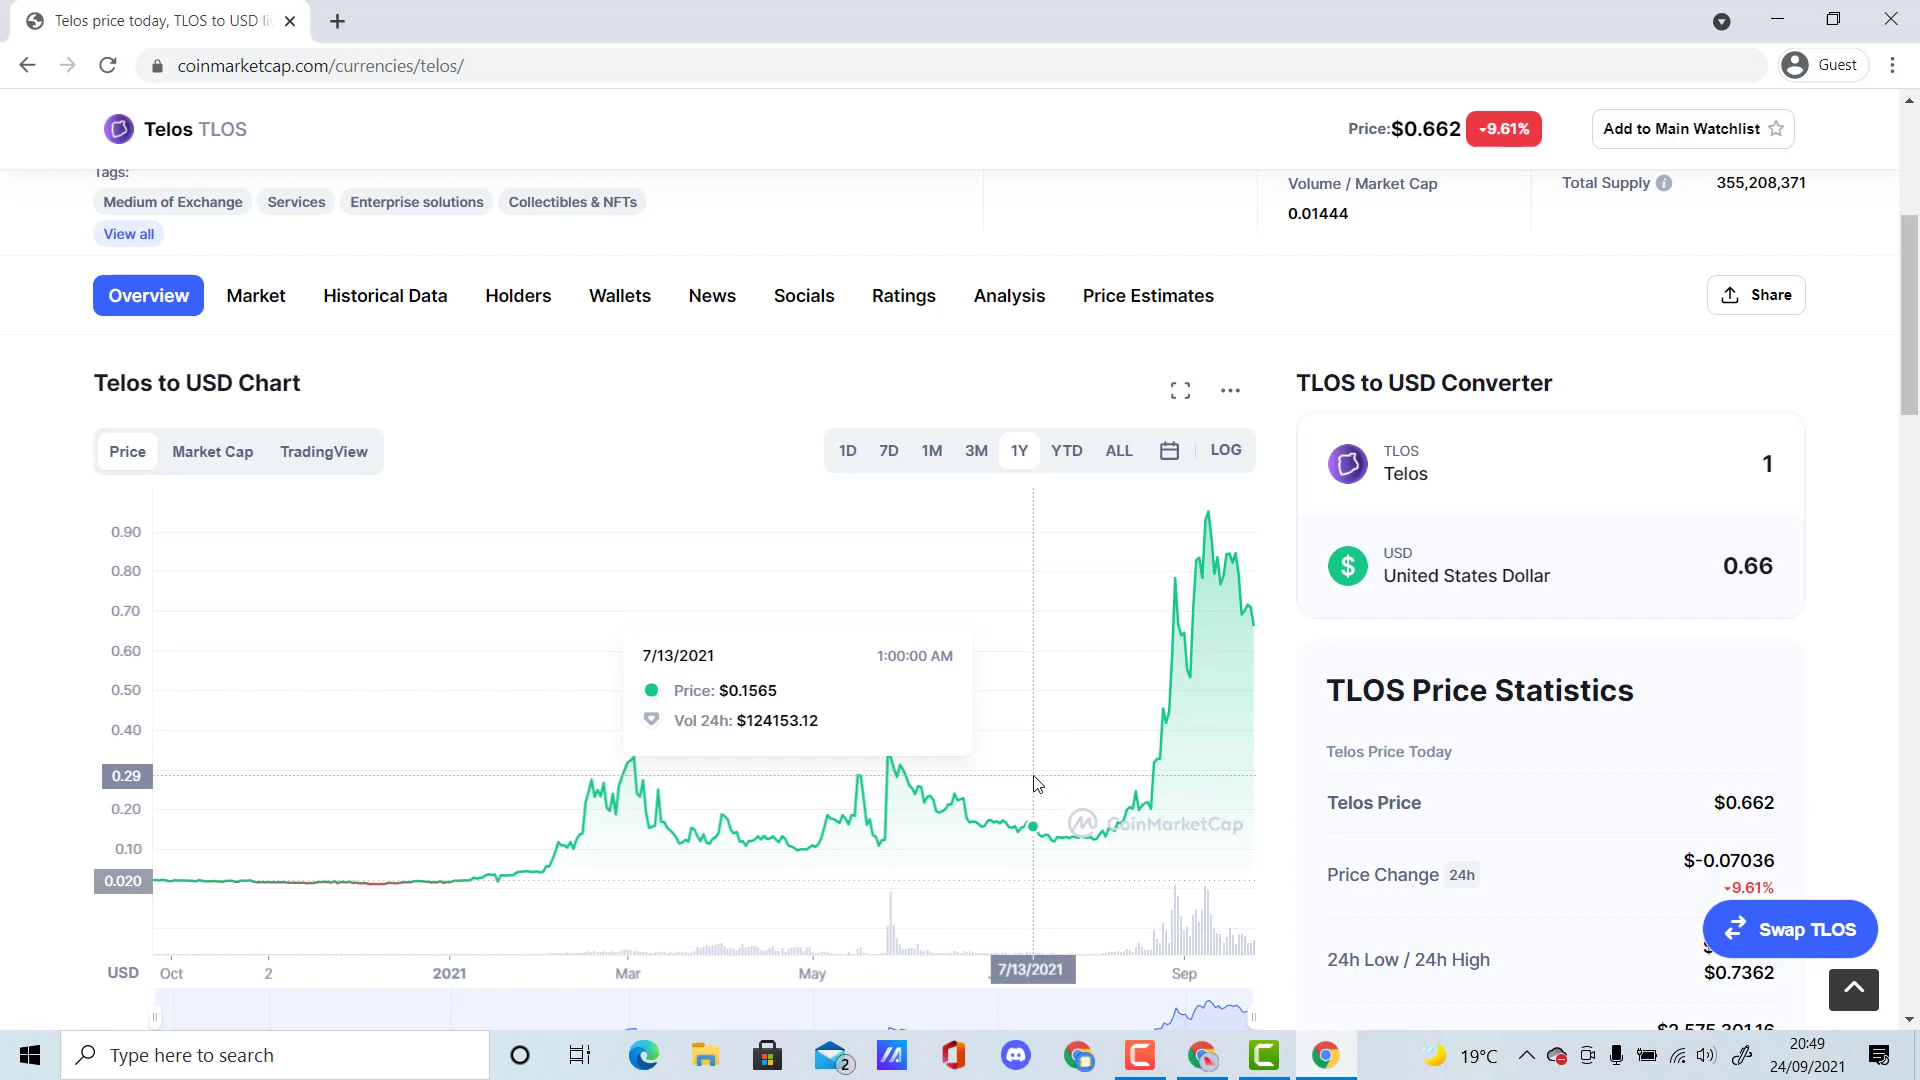 Telos price today, TLOS to USD li
coinmarketcap.com/currencies/telos/
Guest
Telos TLOS
Price:$0.662
9.61%
Add to Main Watchlist
Tags:
Medium of Exchange
Services
Enterprise solutions
Collectibles & NFTs
View all
Volume / Market Cap
0.01444
Total Supply
355,208,371
Overview
Market
Historical Data
Holders
Wallets
News
Socials
Ratings
Analysis
Price Estimates
Share
Telos to USD Chart
Price
Market Cap
TradingView
1D
7D
1M
3M
1Y
YTD
ALL
LOG
0.90
0.80
0.70
0.60
0.50
0.40
0.29
0.20
0.10
0.020
7/13/2021
1:00:00 AM
Price: $0.1565
Vol 24h: $124153.12
CoinMarketCap
USD
Oct
2
2021
Mar
May
7/13/2021
Sep
TLOS to USD Converter
TLOS
Telos
1
USD
United States Dollar
0.66
TLOS Price Statistics
Telos Price Today
Telos Price
$0.662
Price Change 24h
$-0.07036
9.61%
24h Low / 24h High
$0.7362
Swap TLOS
Type here to search
2
19°C
20:49
24/09/2021